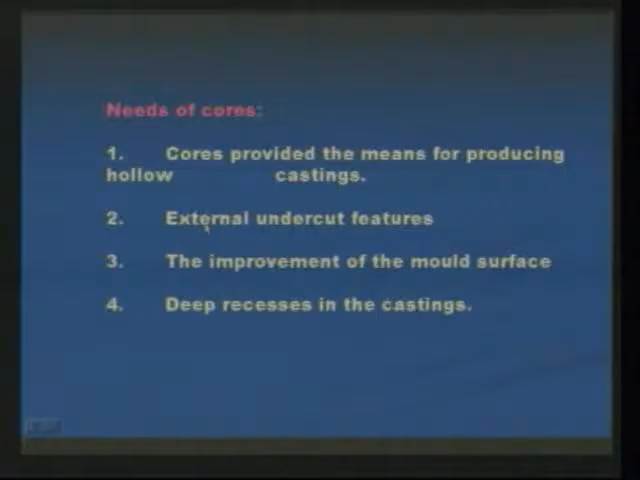 Needs of cores:
1. Cores provided the means for producing
hollow castings.
2. External undercut features
3. The improvement of the mould surface
4. Deep recesses in the castings.